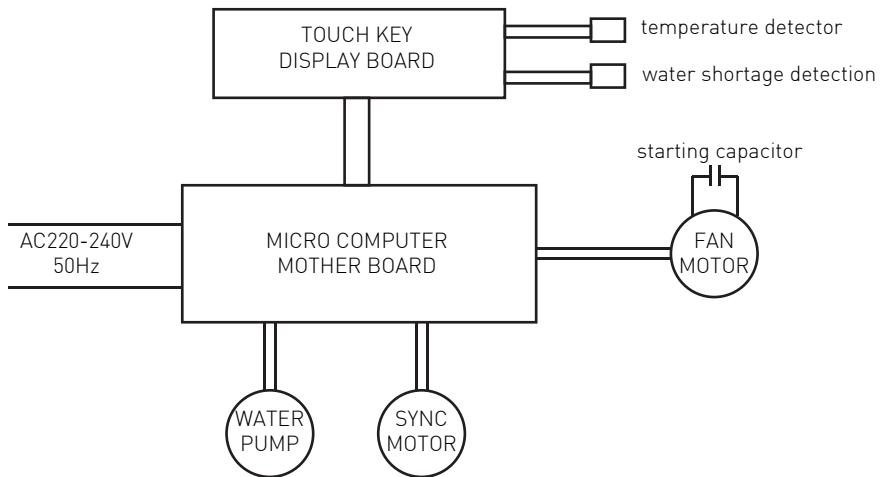 TOUCH KEY
DISPLAY BOARD
temperature detector
water shortage detection
starting capacitor
AC220-240V
50Hz
MICRO COMPUTER
MOTHER BOARD
FAN
MOTOR
WATER
PUMP
SYNC
MOTOR